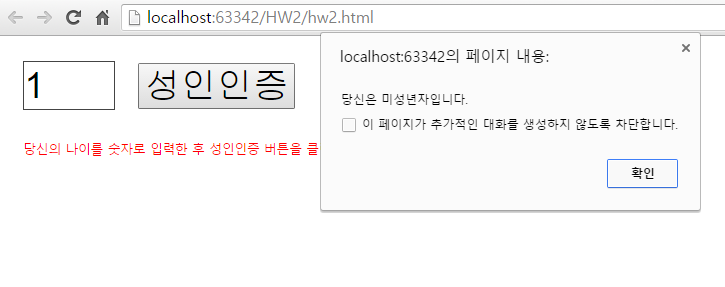 localhost:63342/HW2/hw2.html
1
성인인증
당신의 나이를 숫자로 입력한 후 성인인증 버튼을 클
localhost:63342의 페이지 내용:
당신은 미성년자입니다.
이 페이지가 추가적인 대화를 생성하지 않도록 차단합니다.
확인